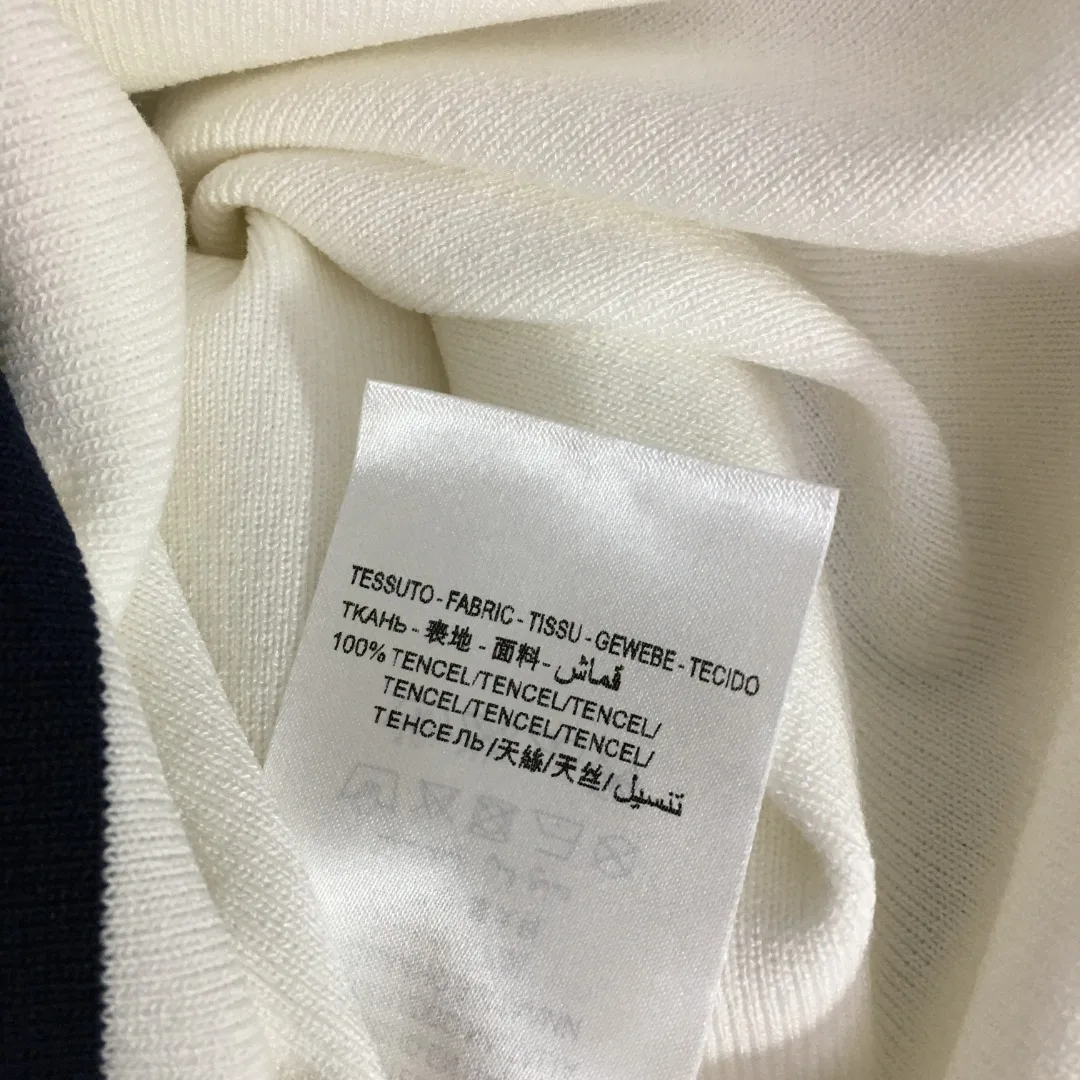 TESSUTO - FABRIC - TISSU - GEWEBE - TECIDO
ТКАНЬ - 表地 - 面料 - قماش
100% TENCEL/TENCEL/TENCEL/
TENCEL/TENCEL/TENCEL/
ТЕНСЕЛЬ/天絲/天丝/تنسيل